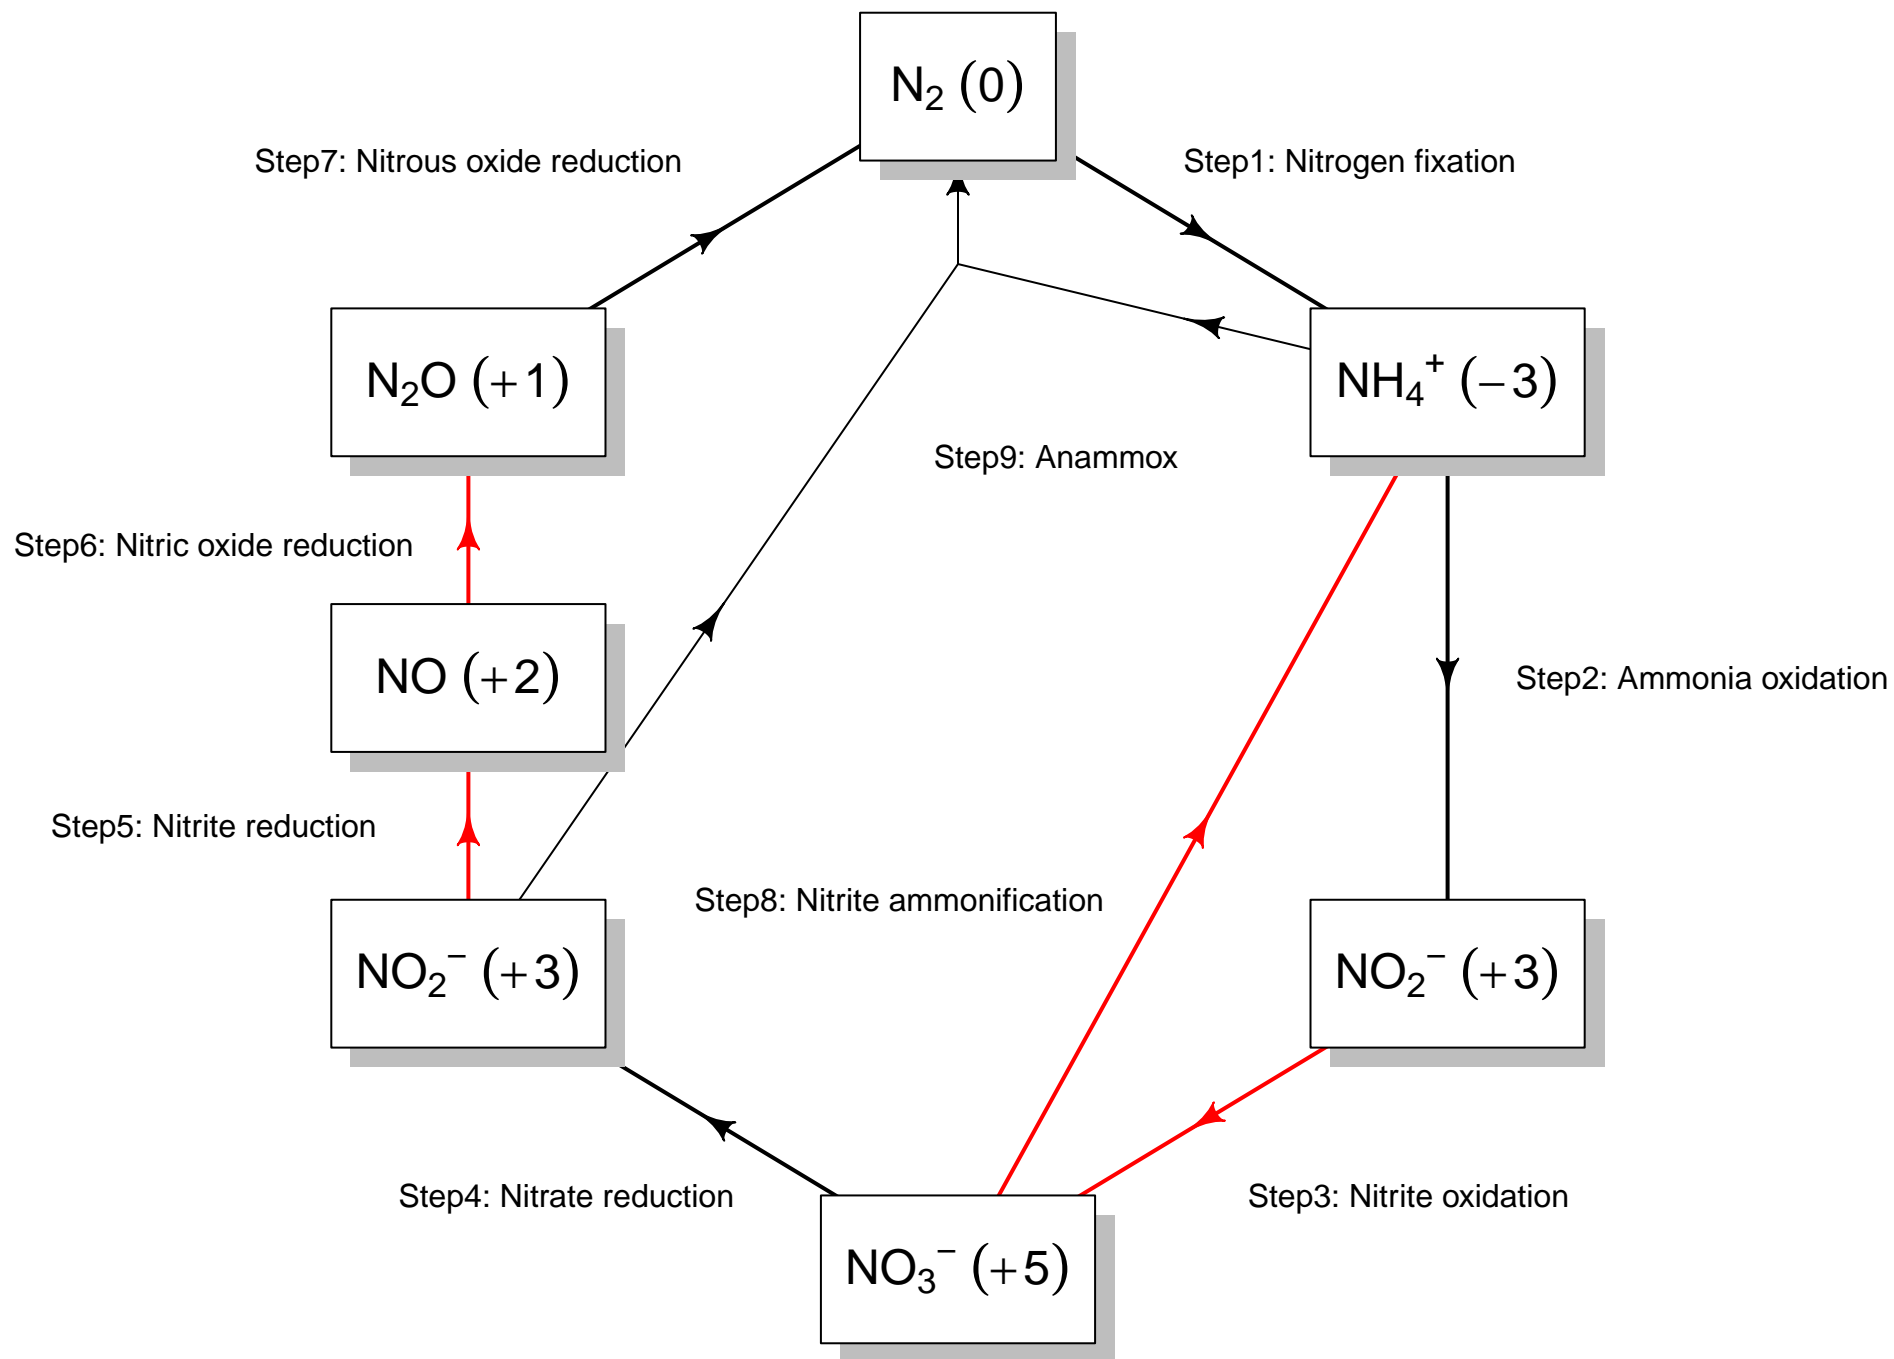 N₂ (0)
Step7: Nitrous oxide reduction
Step1: Nitrogen fixation
N₂O (+1)
NH₄⁺ (−3)
Step9: Anammox
Step6: Nitric oxide reduction
NO (+2)
Step2: Ammonia oxidation
Step5: Nitrite reduction
Step8: Nitrite ammonification
NO₂⁻ (+3)
NO₂⁻ (+3)
Step4: Nitrate reduction
Step3: Nitrite oxidation
NO₃⁻ (+5)